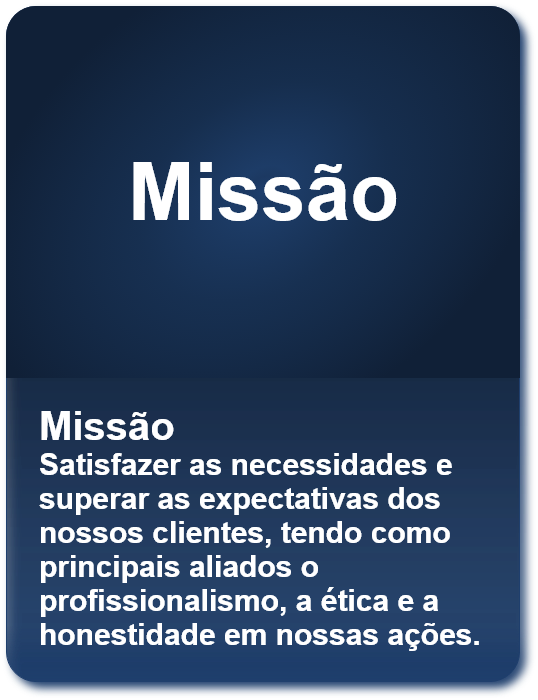 Missão
Missão
Satisfazer as necessidades e
superar as expectativas dos
nossos clientes, tendo como
principais aliados o
profissionalismo, a ética e a
honestidade em nossas ações.